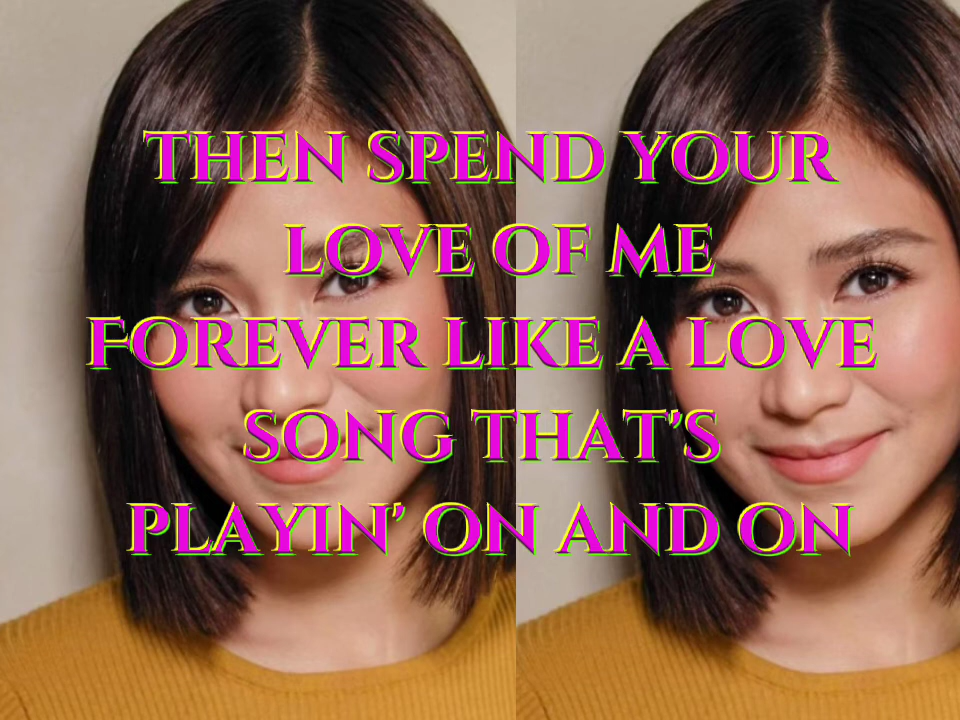 THEN SPEND YOUR
LOVE OF ME
FOREVER LIKE A LOVE
SONG THAT'S
PLAYIN' ON AND ON